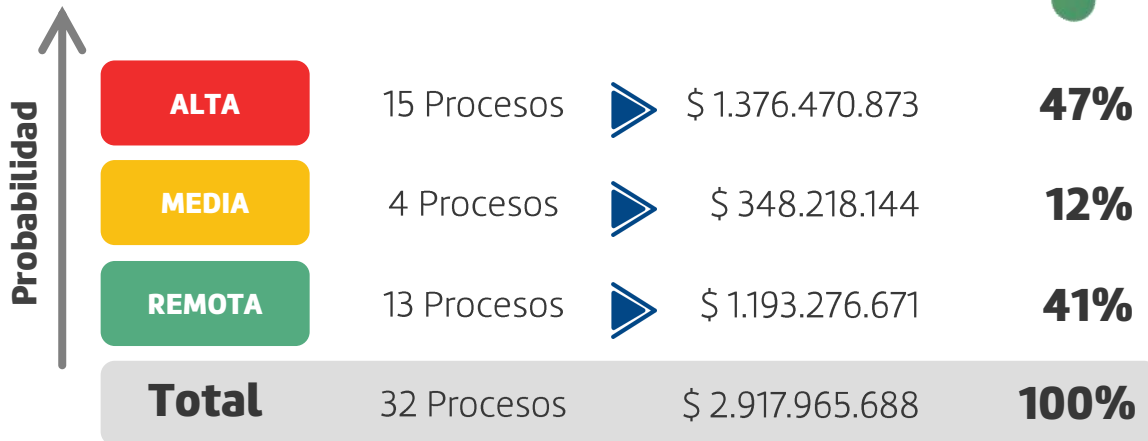 Probabilidad
ALTA 15 Procesos $ 1.376.470.873 47%
MEDIA 4 Procesos $ 348.218.144 12%
REMOTA 13 Procesos $ 1.193.276.671 41%
Total 32 Procesos $ 2.917.965.688 100%